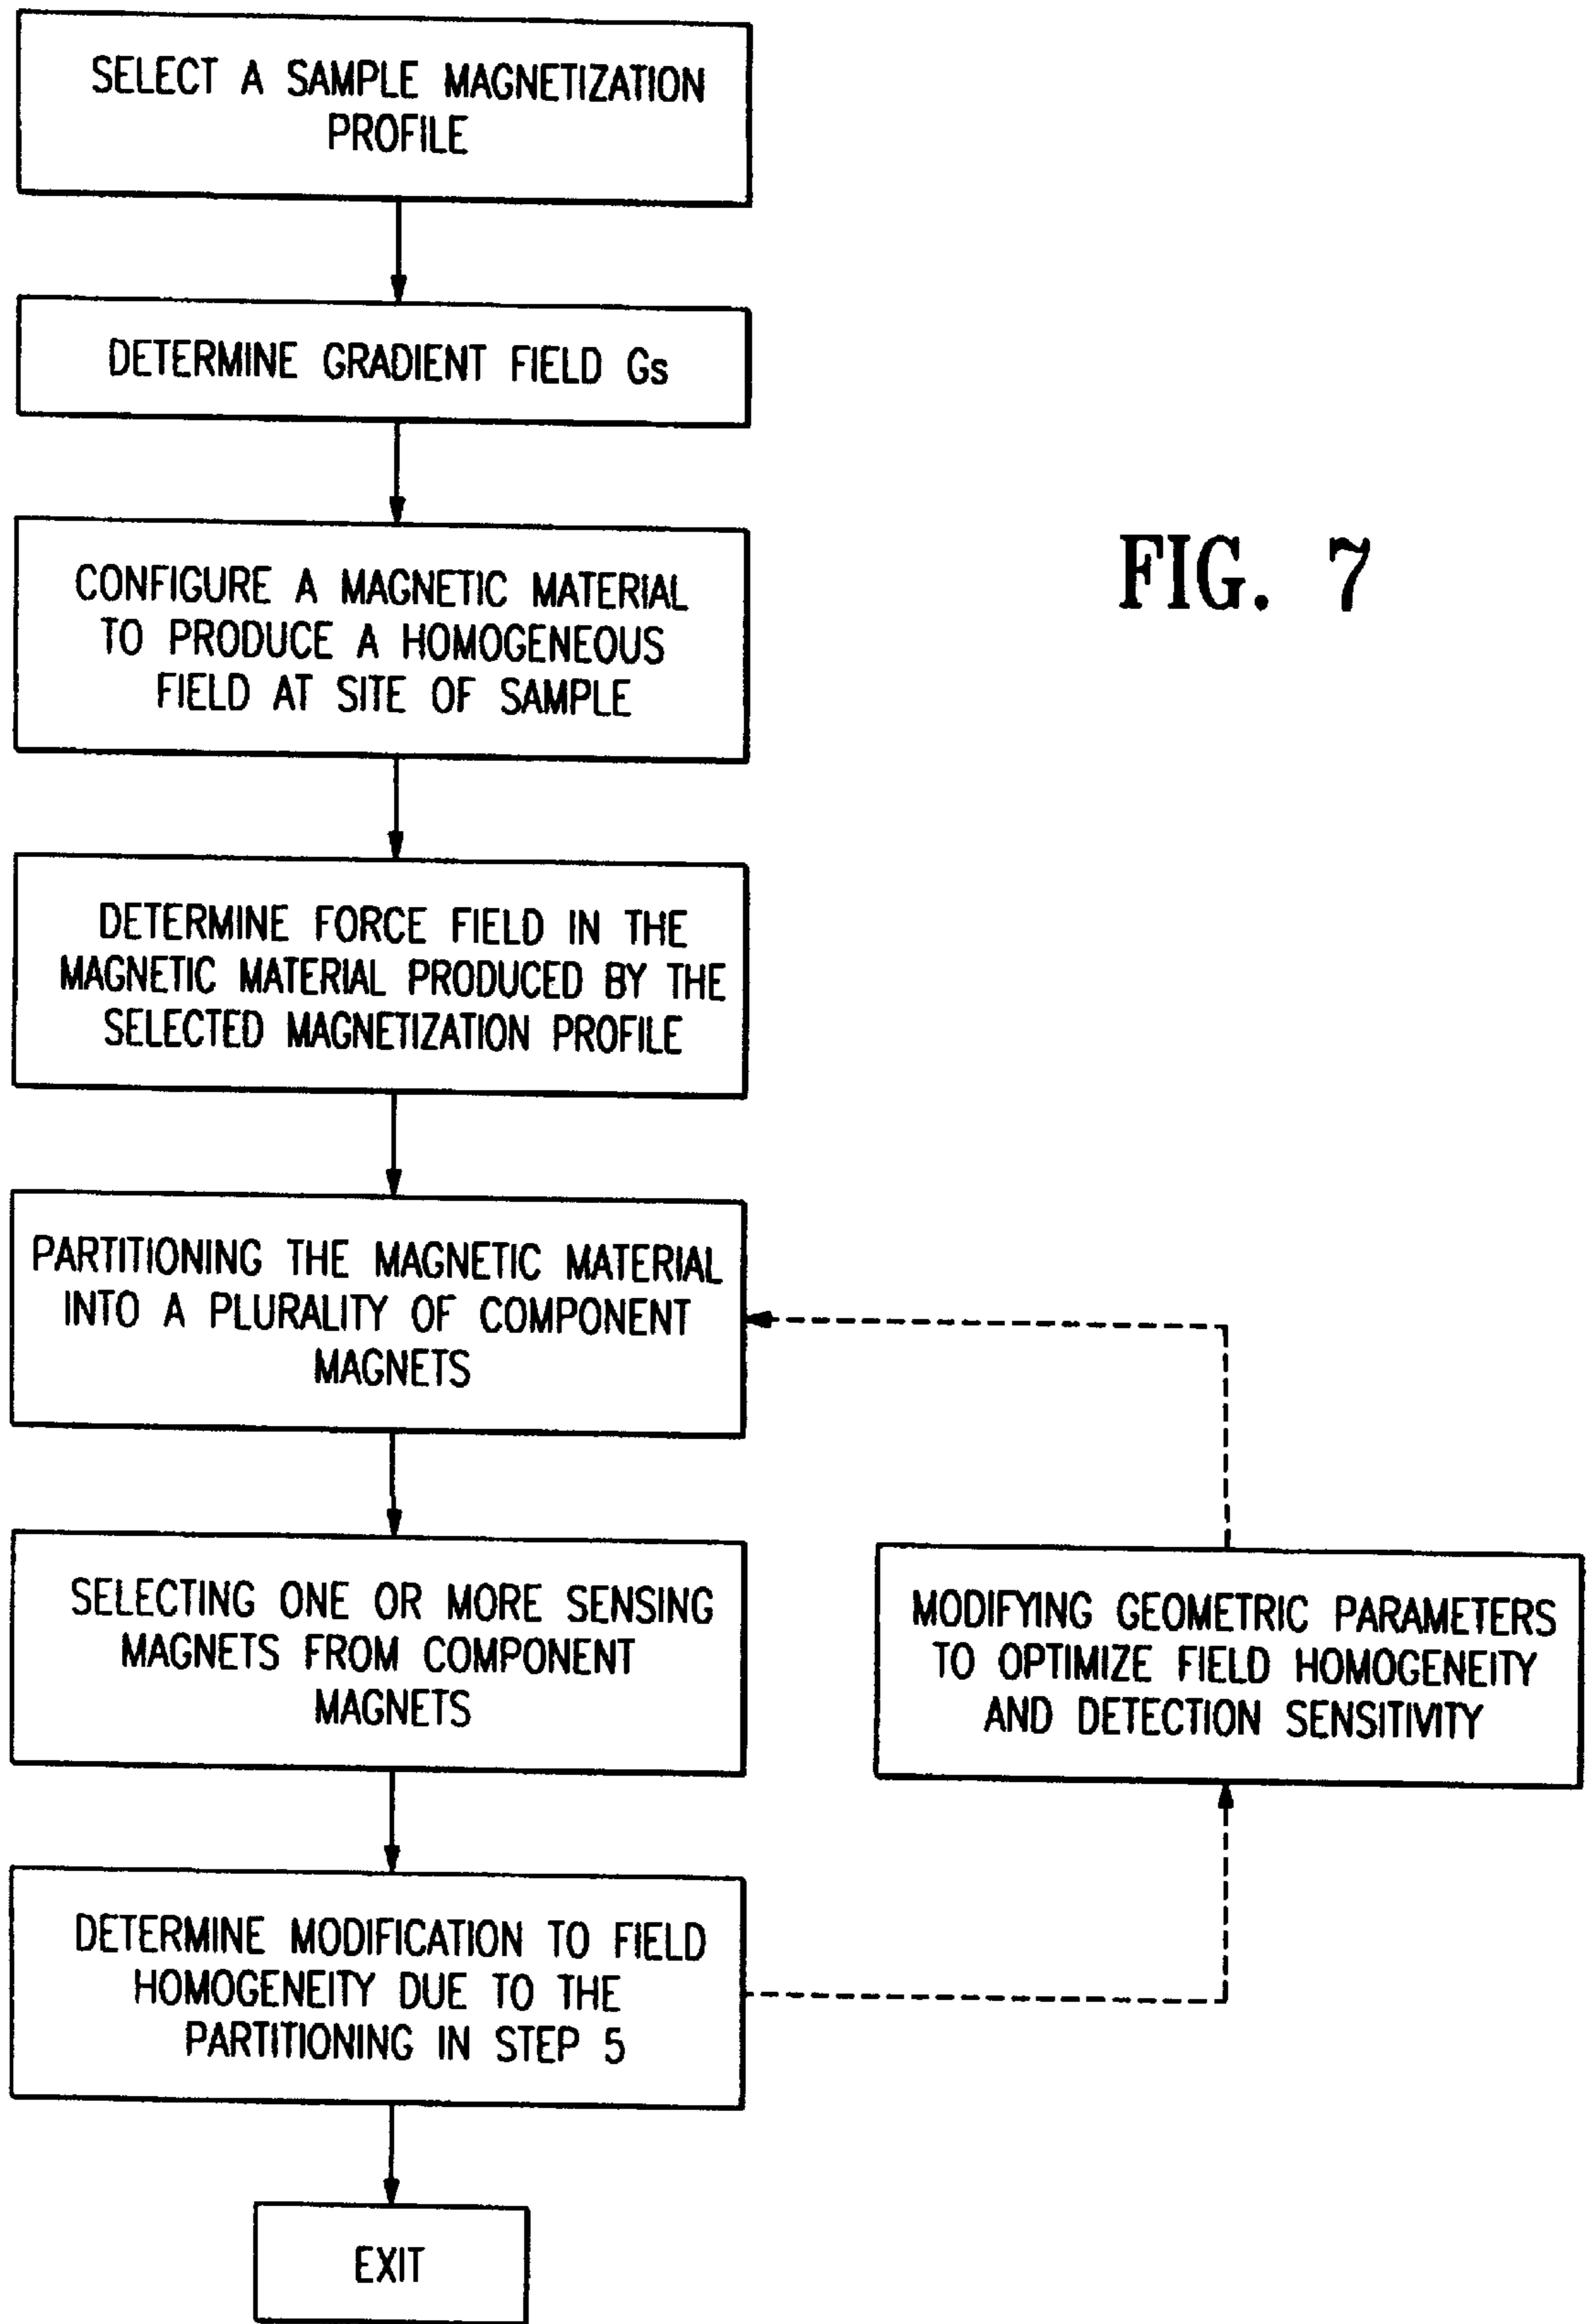 SELECT A SAMPLE MAGNETIZATION
PROFILE
DETERMINE GRADIENT FIELD Gs
CONFIGURE A MAGNETIC MATERIAL
TO PRODUCE A HOMOGENEOUS
FIELD AT SITE OF SAMPLE
FIG. 7
DETERMINE FORCE FIELD IN THE
MAGNETIC MATERIAL PRODUCED BY THE
SELECTED MAGNETIZATION PROFILE
PARTITIONING THE MAGNETIC MATERIAL
INTO A PLURALITY OF COMPONENT
MAGNETS
SELECTING ONE OR MORE SENSING
MAGNETS FROM COMPONENT
MAGNETS
MODIFYING GEOMETRIC PARAMETERS
TO OPTIMIZE FIELD HOMOGENEITY
AND DETECTION SENSITIVITY
DETERMINE MODIFICATION TO FIELD
HOMOGENEITY DUE TO THE
PARTITIONING IN STEP 5
EXIT